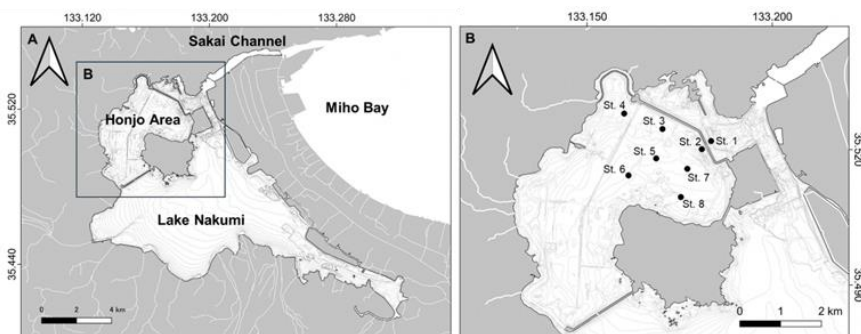 133.120 133.200 133.280
A
Sakai Channel
B
Honjo Area
Miho Bay
35.520
Lake Nakumi
35.440
0 2 4 km
133.150 133.200
B
St. 4
St. 3
St. 2
St. 1
35.520
St. 5
St. 6
St. 7
St. 8
35.490
0 1 2 km